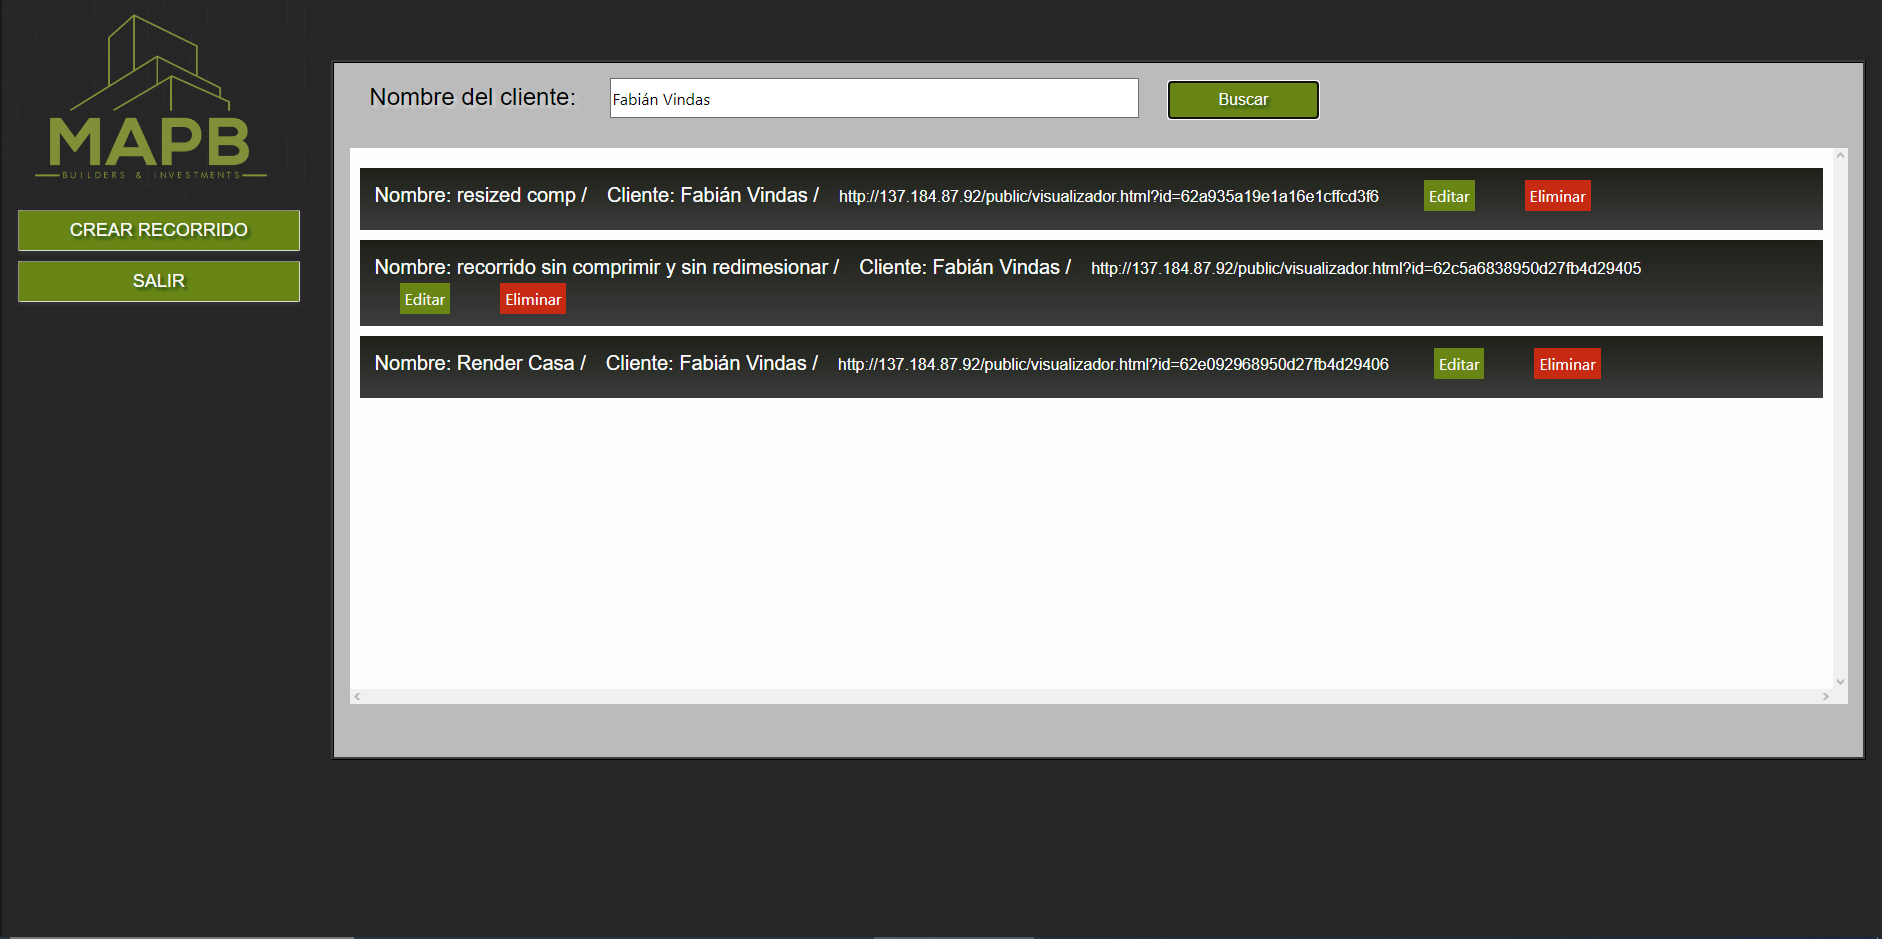 MAPB
BUILDERS & INVESTMENTS
CREAR RECORRIDO
SALIR
Nombre del cliente: Fabián Vindas Buscar
Nombre: resized comp / Cliente: Fabián Vindas / http://137.184.87.92/public/visualizador.html?id=62a935a19e1a16e1cffcd3f6 Editar Eliminar
Nombre: recorrido sin comprimir y sin redimesionar / Cliente: Fabián Vindas / http://137.184.87.92/public/visualizador.html?id=62c5a6838950d27fb4d29405
Editar Eliminar
Nombre: Render Casa / Cliente: Fabián Vindas / http://137.184.87.92/public/visualizador.html?id=62e092968950d27fb4d29406 Editar Eliminar